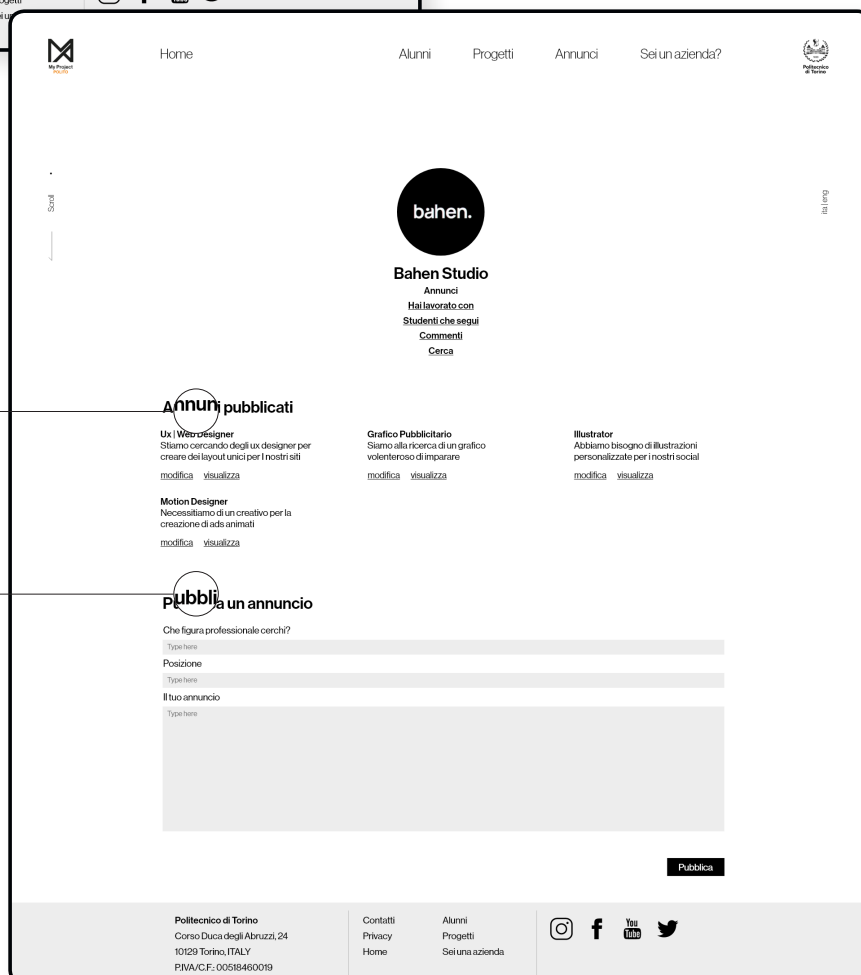 ogetti
My Project
POLITO
Home
Alunni
Progetti
Annunci
Sei un azienda?
Politecnico
di Torino
Scroll
ita | eng
bahen.
Bahen Studio
Annunci
Hai lavorato con
Studenti che segui
Commenti
Cerca
Annunci pubblicati
Ux | Web Designer
Stiamo cercando degli ux designer per
creare dei layout unici per I nostri siti
modifica visualizza
Grafico Pubblicitario
Siamo alla ricerca di un grafico
volenteroso di imparare
modifica visualizza
Illustrator
Abbiamo bisogno di illustrazioni
personalizzate per i nostri social
modifica visualizza
Motion Designer
Necessitiamo di un creativo per la
creazione di ads animati
modifica visualizza
Pubblica un annuncio
Che figura professionale cerchi?
Type here
Posizione
Type here
Il tuo annuncio
Type here
Pubblica
Politecnico di Torino
Corso Duca degli Abruzzi, 24
10129 Torino, ITALY
P.IVA/C.F.: 00518460019
Contatti
Privacy
Home
Alunni
Progetti
Sei una azienda
You
Tube